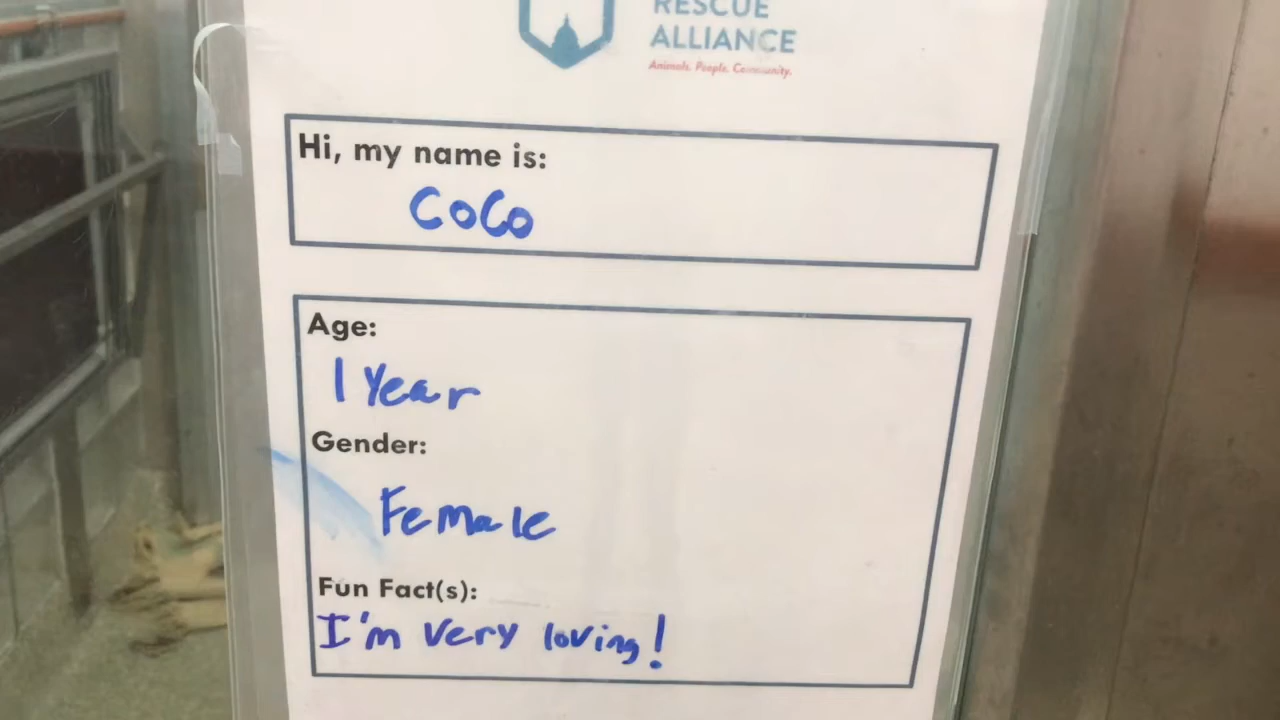 RESCUE
ALLIANCE
Animals. People. Community.
Hi, my name is:
CoCo
Age:
1 Year
Gender:
Female
Fun Fact(s):
I'm very loving!